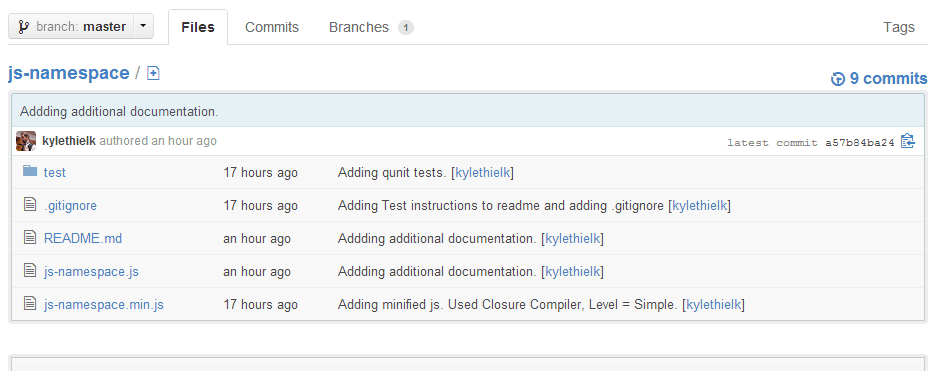 branch: master Files Commits Branches 1 Tags
js-namespace / 9 commits
Addding additional documentation.
kylethielk authored an hour ago latest commit a57b84ba24
test 17 hours ago Adding qunit tests. [kylethielk]
.gitignore 17 hours ago Adding Test instructions to readme and adding .gitignore [kylethielk]
README.md an hour ago Addding additional documentation. [kylethielk]
js-namespace.js an hour ago Addding additional documentation. [kylethielk]
js-namespace.min.js 17 hours ago Adding minified js. Used Closure Compiler, Level = Simple. [kylethielk]